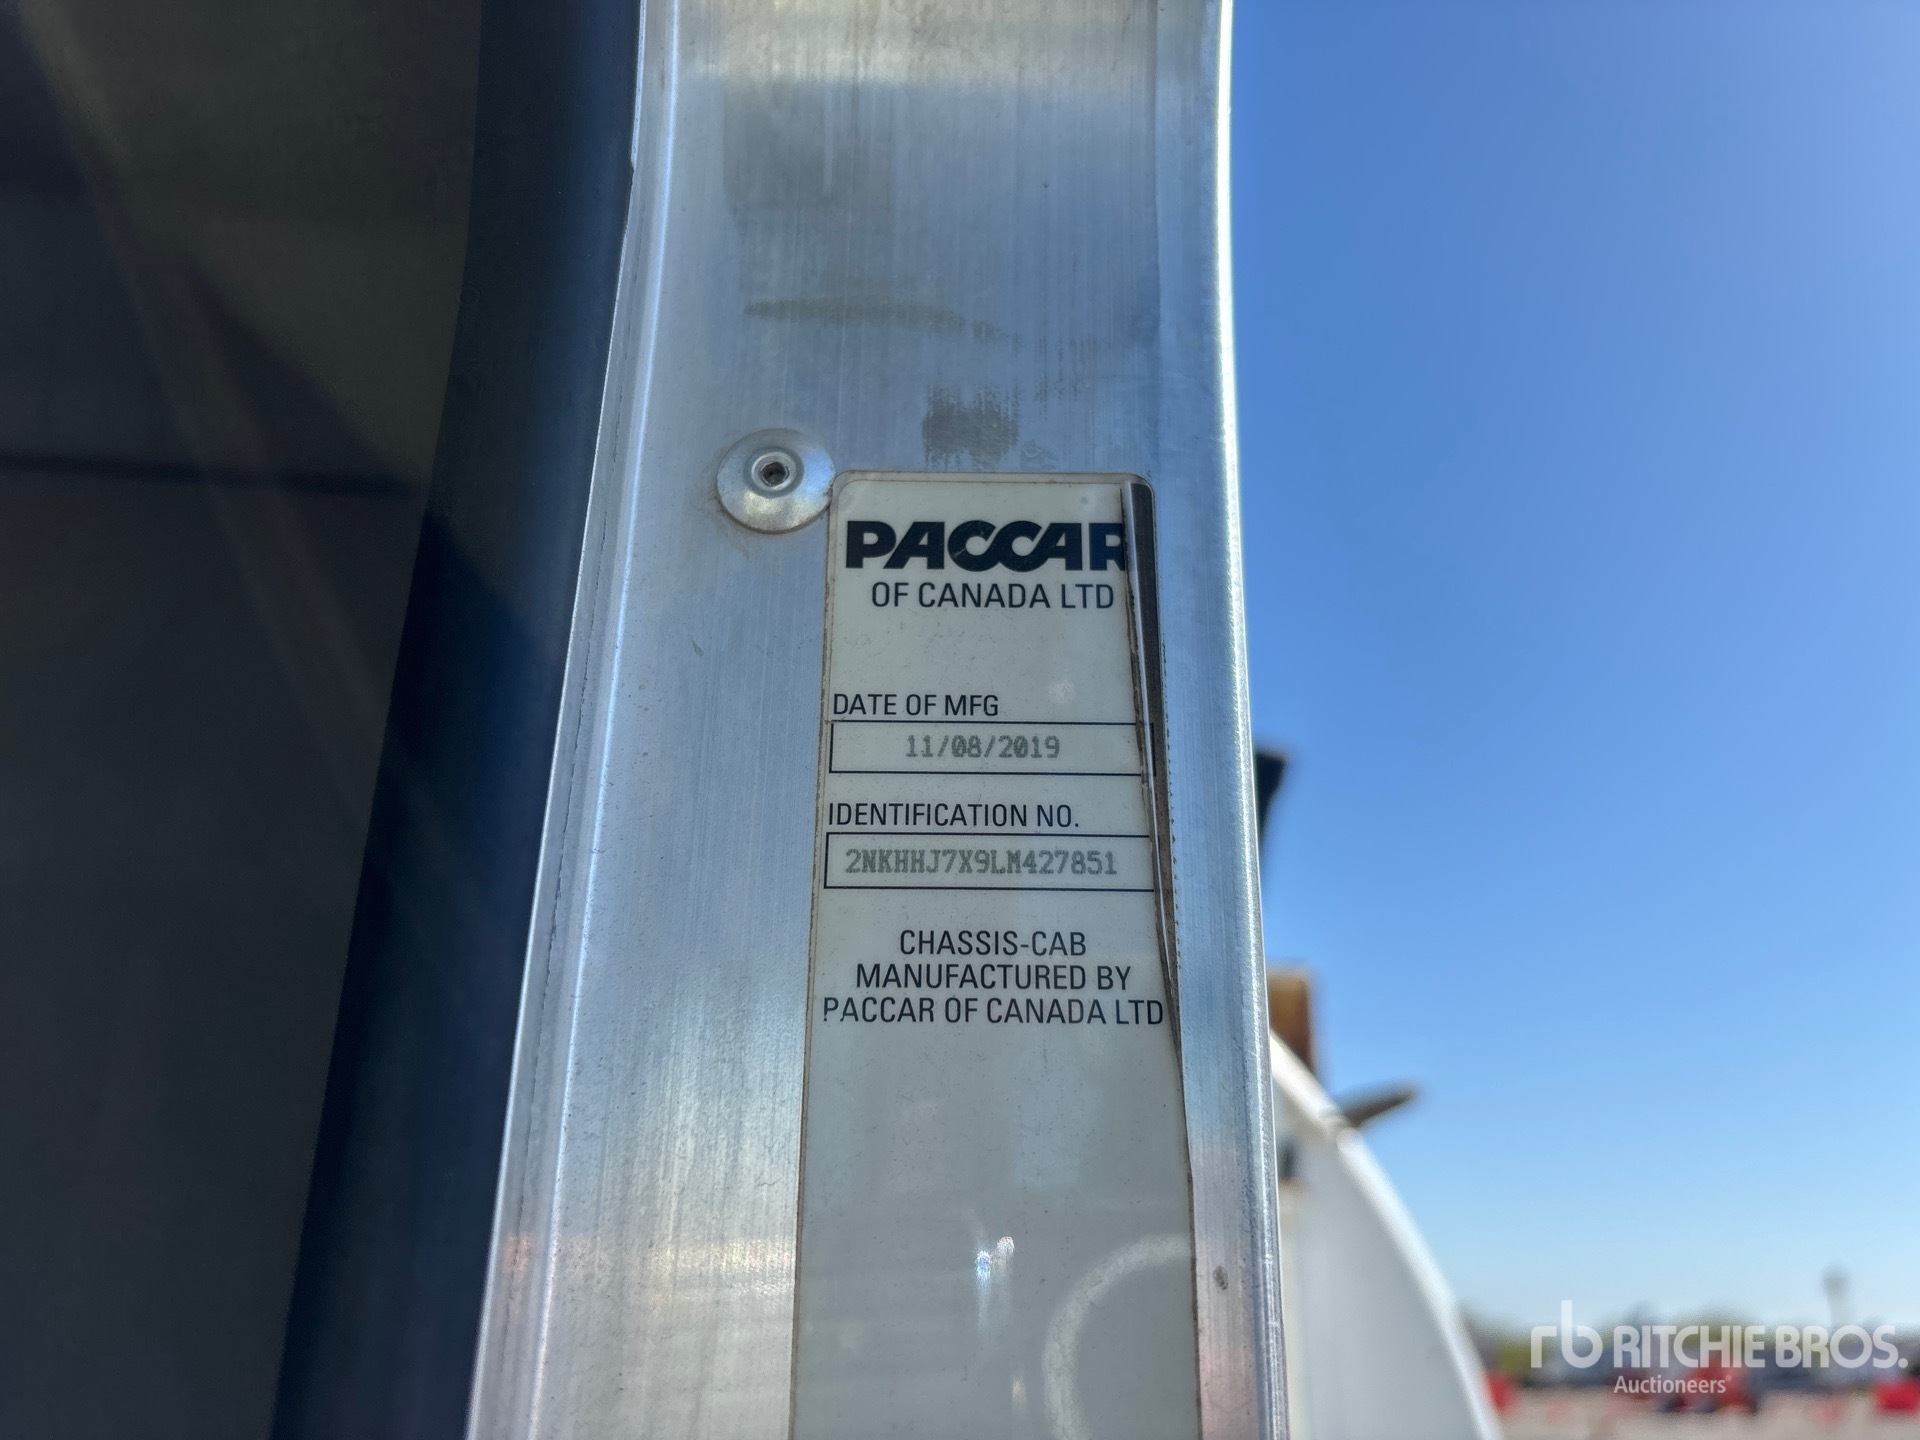 PACCAR
OF CANADA LTD
DATE OF MFG
11/08/2019
IDENTIFICATION NO.
2NKHHJ7X9LM427851
CHASSIS-CAB
MANUFACTURED BY
PACCAR OF CANADA LTD
rb RITCHIE BROS.
Auctioneers